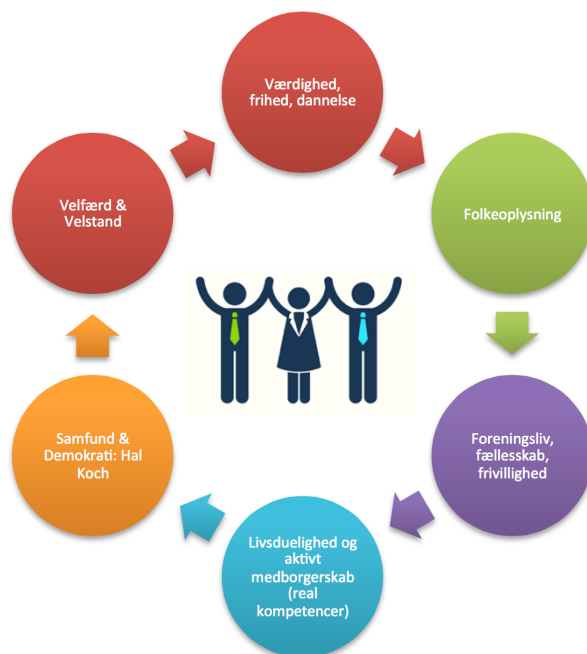 Værdighed,
frihed, dannelse
Folkeoplysning
Foreningsliv,
fællesskab,
frivillighed
Livsduelighed og
aktivt
medborgerskab
(real
kompetencer)
Samfund &
Demokrati: Hal
Koch
Velfærd &
Velstand